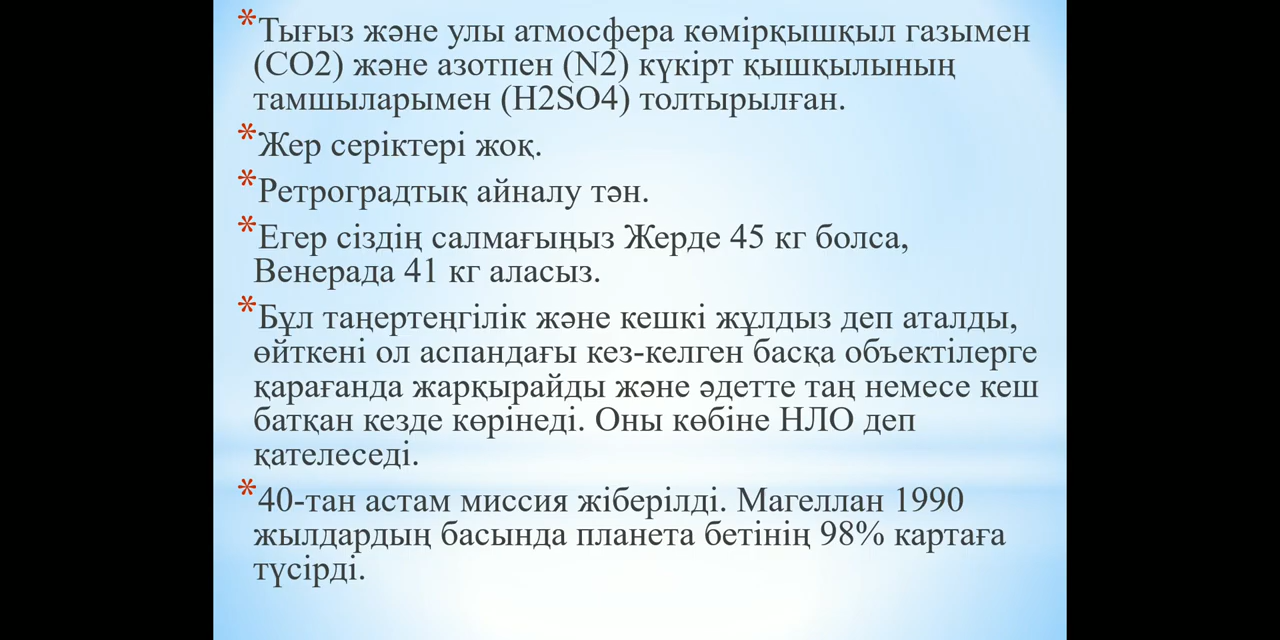 *Тығыз және улы атмосфера көмірқышқыл газымен
(CO2) және азотпен (N2) күкірт қышқылының
тамшыларымен (H2SO4) толтырылған.
*Жер серіктері жоқ.
*Ретроградтық айналу тән.
*Егер сіздің салмағыңыз Жерде 45 кг болса,
Венерада 41 кг аласыз.
*Бұл таңертеңгілік және кешкі жұлдыз деп аталды,
өйткені ол аспандағы кез-келген басқа объектілерге
қарағанда жарқырайды және әдетте таң немесе кеш
батқан кезде көрінеді. Оны көбіне НЛО деп
қателеседі.
*40-тан астам миссия жіберілді. Магеллан 1990
жылдардың басында планета бетінің 98% картаға
түсірді.